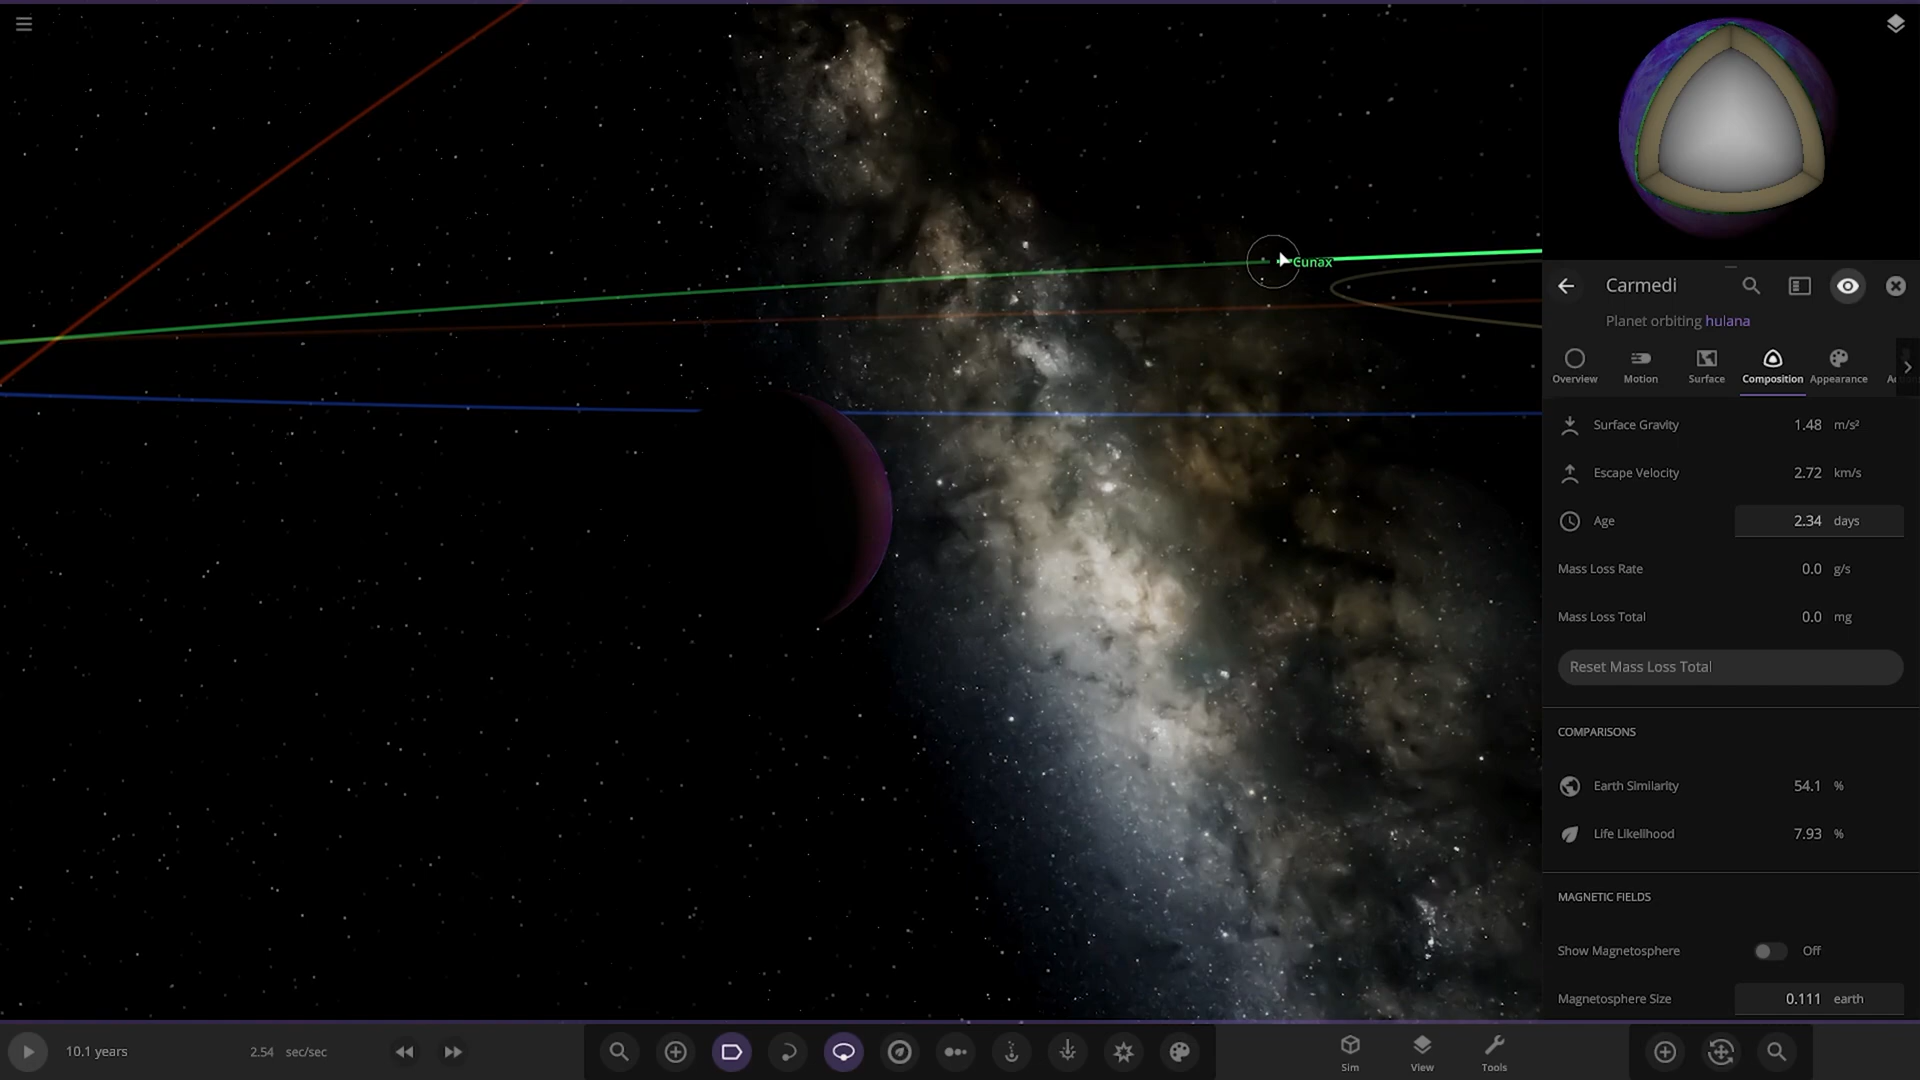 Cunax
Carmedi
Planet orbiting hulana
Overview
Motion
Surface
Composition
Appearance
Surface Gravity 1.48 m/s²
Escape Velocity 2.72 km/s
Age 2.34 days
Mass Loss Rate 0.0 g/s
Mass Loss Total 0.0 mg
Reset Mass Loss Total
COMPARISONS
Earth Similarity 54.1 %
Life Likelihood 7.93 %
MAGNETIC FIELDS
Show Magnetosphere Off
Magnetosphere Size 0.111 earth
10.1 years
2.54 sec/sec
Sim
View
Tools